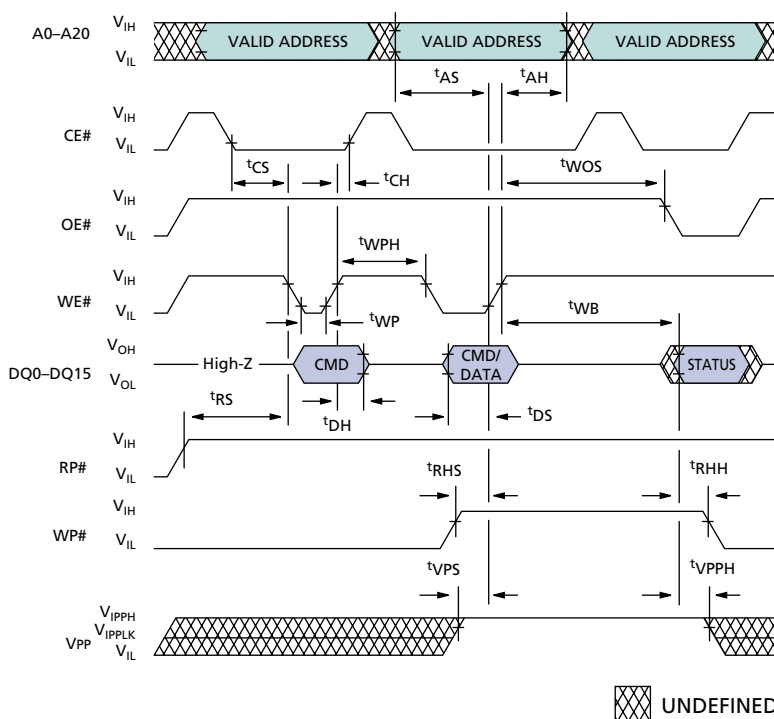 A0–A20 VIH VALID ADDRESS VALID ADDRESS VALID ADDRESS
VIL
tAS tAH
CE# VIH
VIL
tCS tCH tWOS
OE# VIH
VIL
tWPH
WE# VIH
VIL
tWP tWB
DQ0–DQ15 VOH High-Z CMD CMD/ STATUS
VOL DATA
tRS tDH tDS
RP# VIH
VIL
tRHS tRHH
WP# VIH
VIL
tVPS tVPPH
VPP VIPPH
VIPPLK
VIL
UNDEFINED